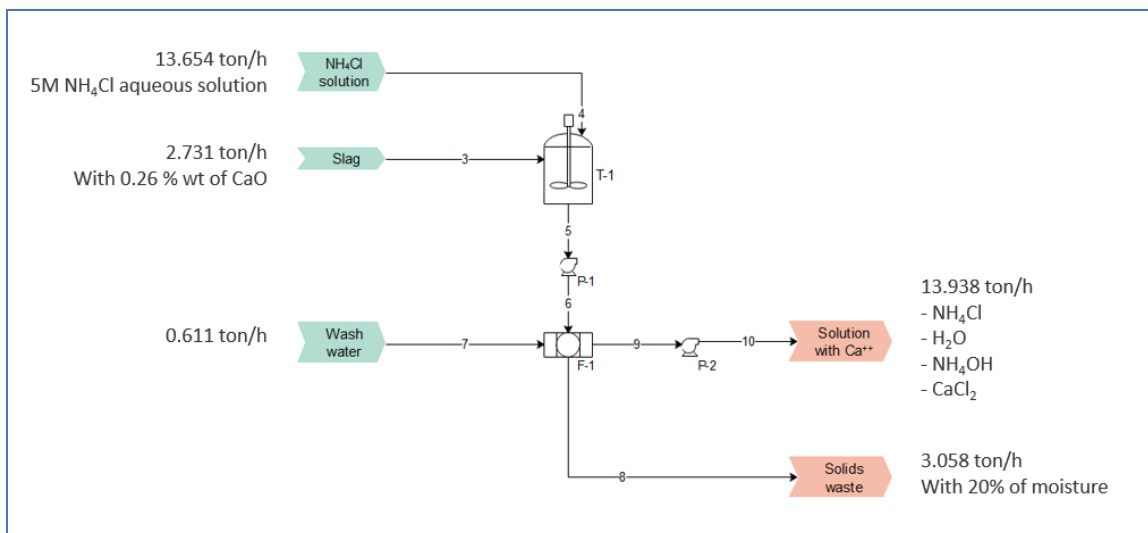 13.654 ton/h
5M NH₄Cl aqueous solution
NH₄Cl
solution
4
2.731 ton/h
With 0.26 % wt of CaO
Slag
3
T-1
5
P-1
6
0.611 ton/h
Wash
water
7
F-1
9
P-2
10
Solution
with Ca⁺⁺
13.938 ton/h
- NH₄Cl
- H₂O
- NH₄OH
- CaCl₂
8
Solids
waste
3.058 ton/h
With 20% of moisture